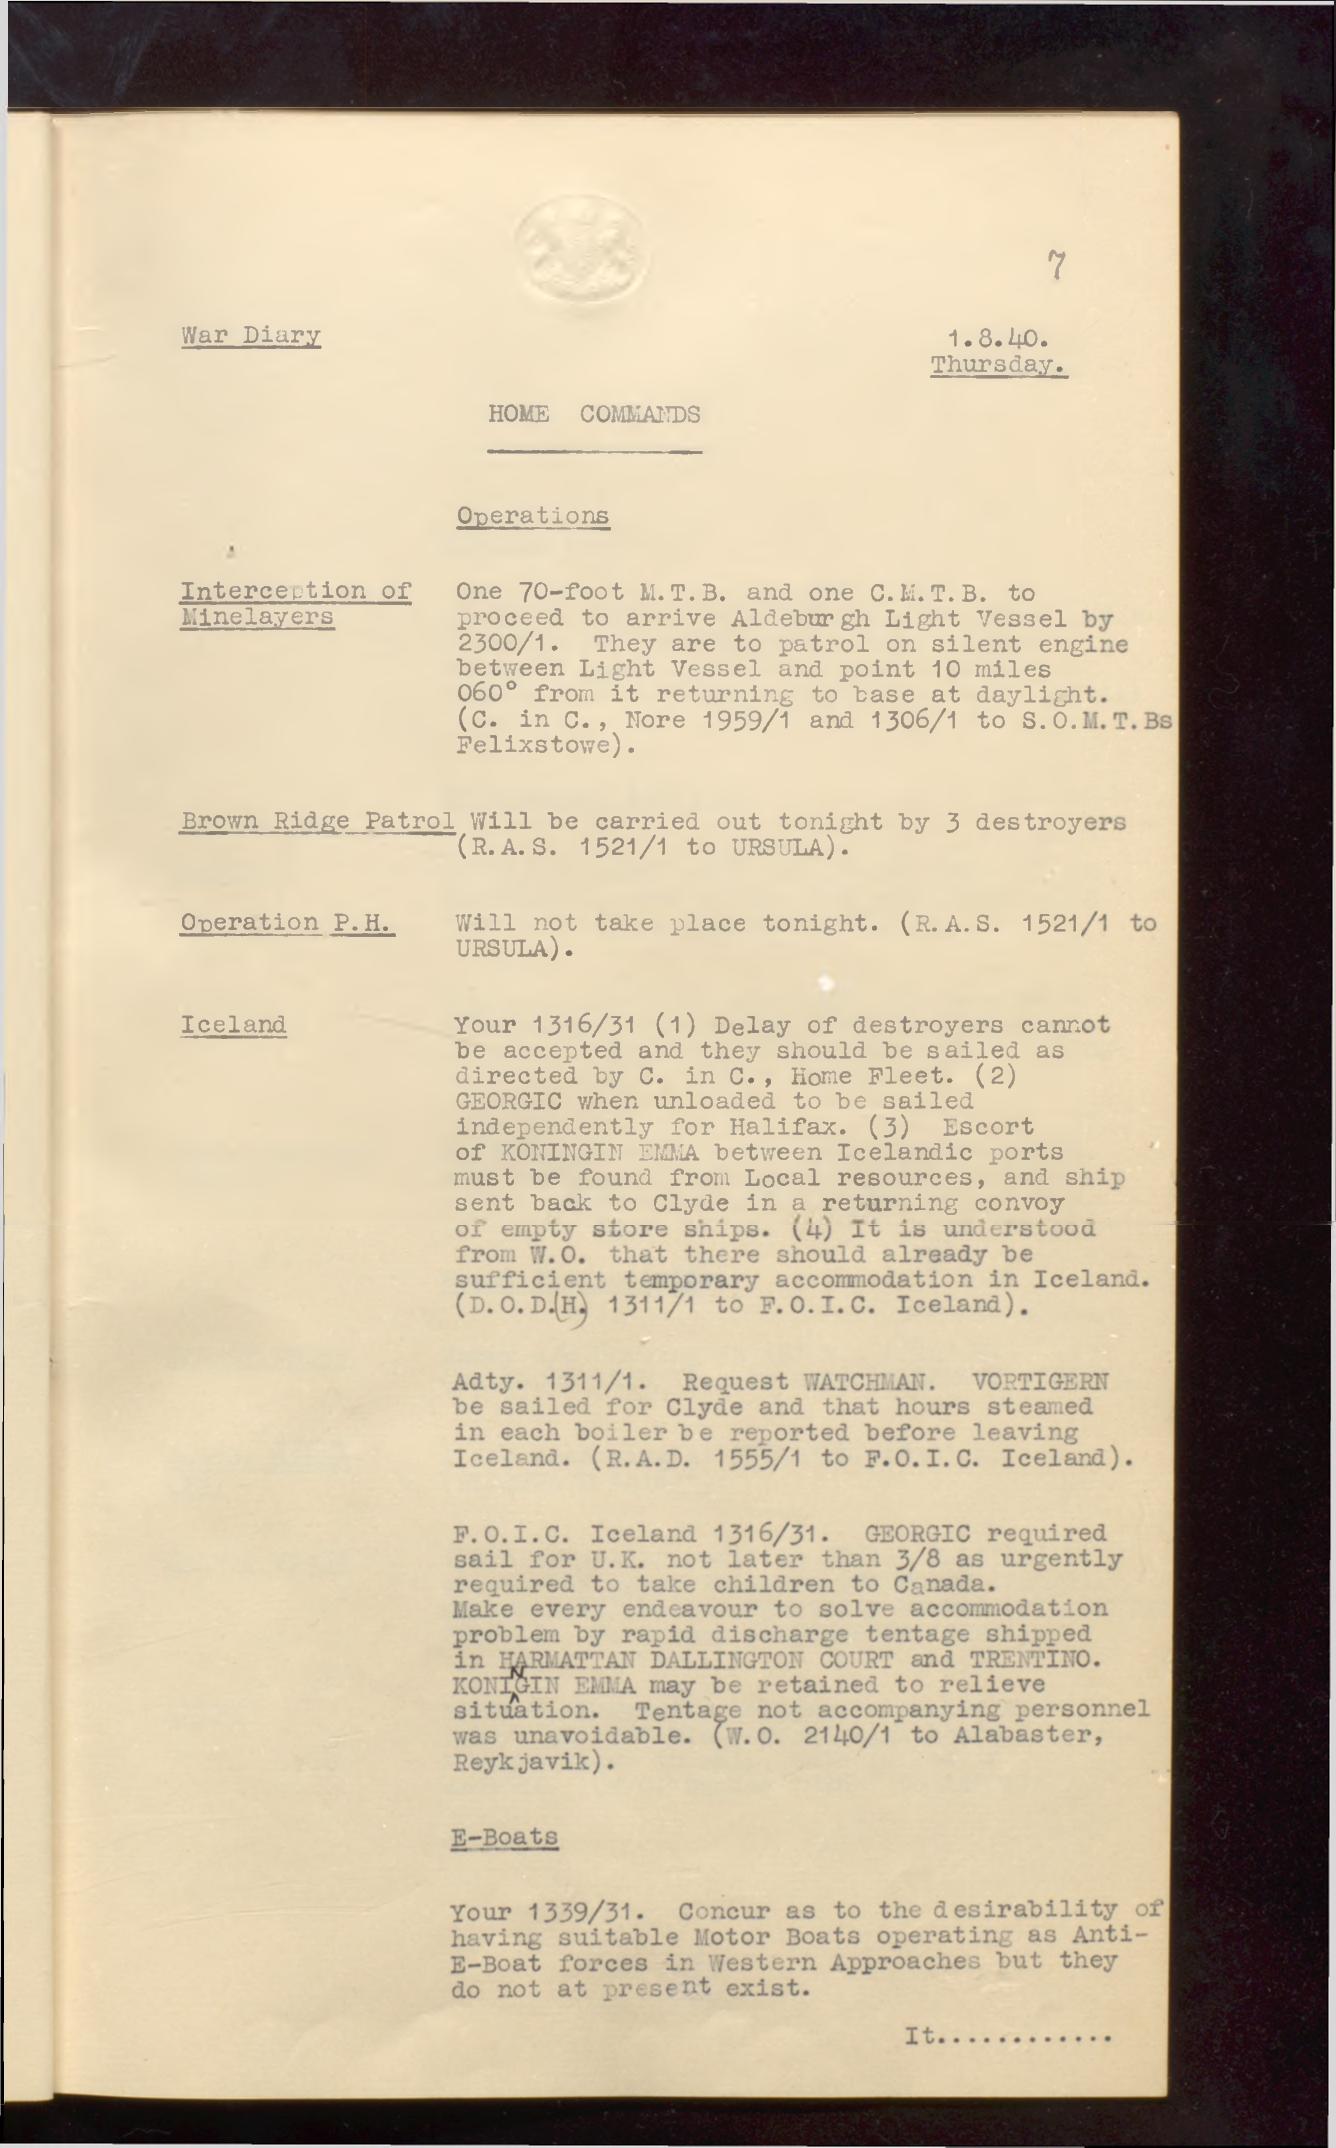 7
War Diary
1.8.40.
Thursday.
HOME COMMANDS
Operations
Interception of
Minelayers
One 70-foot M.T.B. and one C.M.T.B. to
proceed to arrive Aldeburgh Light Vessel by
2300/1. They are to patrol on silent engine
between Light Vessel and point 10 miles
060° from it returning to base at daylight.
(C. in C., Nore 1959/1 and 1306/1 to S.O.M.T.Bs
Felixstowe).
Brown Ridge Patrol Will be carried out tonight by 3 destroyers
(R.A.S. 1521/1 to URSULA).
Operation P.H.
Will not take place tonight. (R.A.S. 1521/1 to
URSULA).
Iceland
Your 1316/31 (1) Delay of destroyers cannot
be accepted and they should be sailed as
directed by C. in C., Home Fleet. (2)
GEORGIC when unloaded to be sailed
independently for Halifax. (3) Escort
of KONINGIN EMMA between Icelandic ports
must be found from Local resources, and ship
sent back to Clyde in a returning convoy
of empty store ships. (4) It is understood
from W.O. that there should already be
sufficient temporary accommodation in Iceland.
(D.O.D.(H.) 1311/1 to F.O.I.C. Iceland).
Adty. 1311/1. Request WATCHMAN. VORTIGERN
be sailed for Clyde and that hours steamed
in each boiler be reported before leaving
Iceland. (R.A.D. 1555/1 to F.O.I.C. Iceland).
F.O.I.C. Iceland 1316/31. GEORGIC required
sail for U.K. not later than 3/8 as urgently
required to take children to Canada.
Make every endeavour to solve accommodation
problem by rapid discharge tentage shipped
in HARMATTAN DALLINGTON COURT and TRENTINO.
KONINGIN EMMA may be retained to relieve
situation. Tentage not accompanying personnel
was unavoidable. (W.O. 2140/1 to Alabaster,
Reykjavik).
E-Boats
Your 1339/31. Concur as to the desirability of
having suitable Motor Boats operating as Anti-
E-Boat forces in Western Approaches but they
do not at present exist.
It............